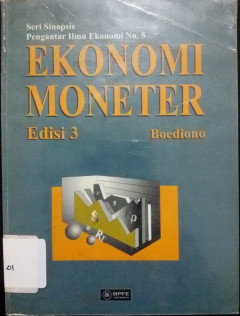 Seri Sinopsis
Pengantar Ilmu Ekonomi No. 5
EKONOMI
MONETER
Edisi 3
Boediono
BPFE